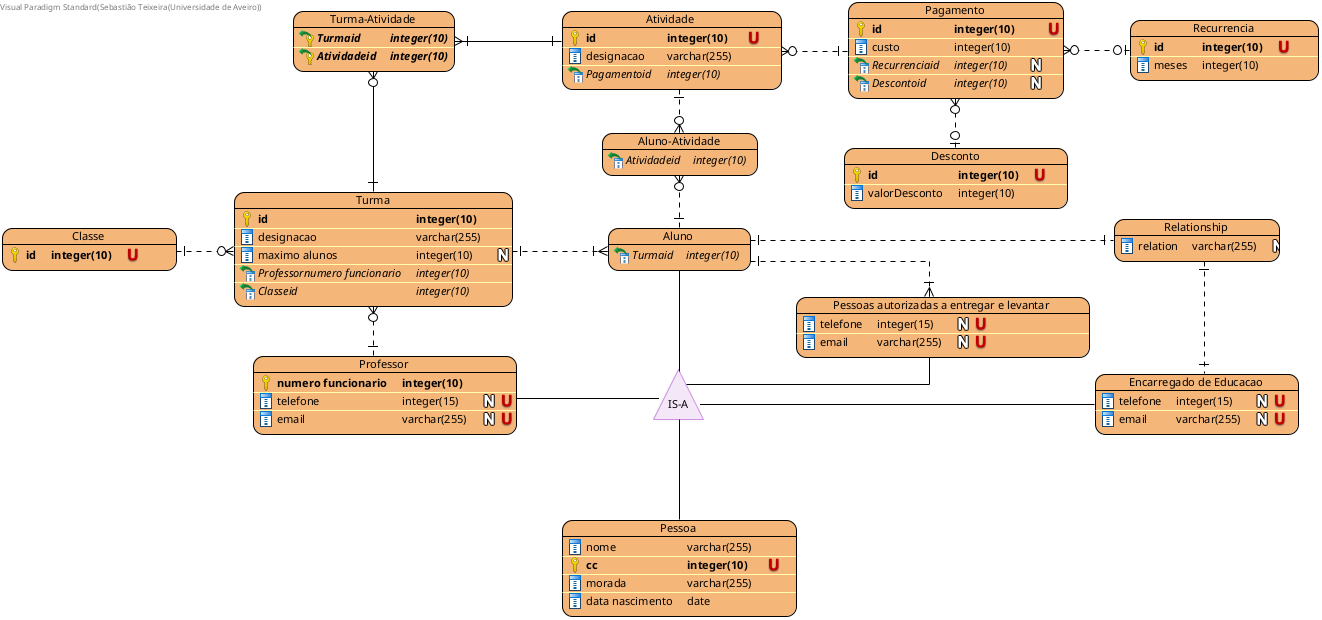 Visual Paradigm Standard(Sebastião Teixeira(Universidade de Aveiro))
Turma-Atividade
Turmaid integer(10)
Atividadeid integer(10)
Atividade
id integer(10) U
designacao varchar(255)
Pagamentoid integer(10)
Pagamento
id integer(10) U
custo integer(10)
Recurrenciaid integer(10) N
Descontoid integer(10) N
Recurrencia
id integer(10) U
meses integer(10)
Aluno-Atividade
Atividadeid integer(10)
Desconto
id integer(10) U
valorDesconto integer(10)
Classe
id integer(10) U
Turma
id integer(10)
designacao varchar(255)
maximo alunos integer(10) N
Professornumero funcionario integer(10)
Classeid integer(10)
Aluno
Turmaid integer(10)
Relationship
relation varchar(255) N
Pessoas autorizadas a entregar e levantar
telefone integer(15) N U
email varchar(255) N U
Professor
numero funcionario integer(10)
telefone integer(15) N U
email varchar(255) N U
IS-A
Encarregado de Educacao
telefone integer(15) N U
email varchar(255) N U
Pessoa
nome varchar(255)
cc integer(10) U
morada varchar(255)
data nascimento date